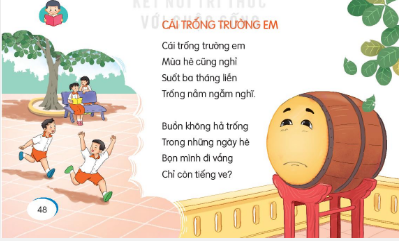 KẾT NỐI TRI THỨC
VỚI CUỘC SỐNG
CÁI TRỐNG TRƯỜNG EM
Cái trống trường em
Mùa hè cũng nghỉ
Suốt ba tháng liền
Trống nằm ngẫm nghĩ.
Buồn không hả trống
Trong những ngày hè
Bọn mình đi vắng
Chỉ còn tiếng ve?
48